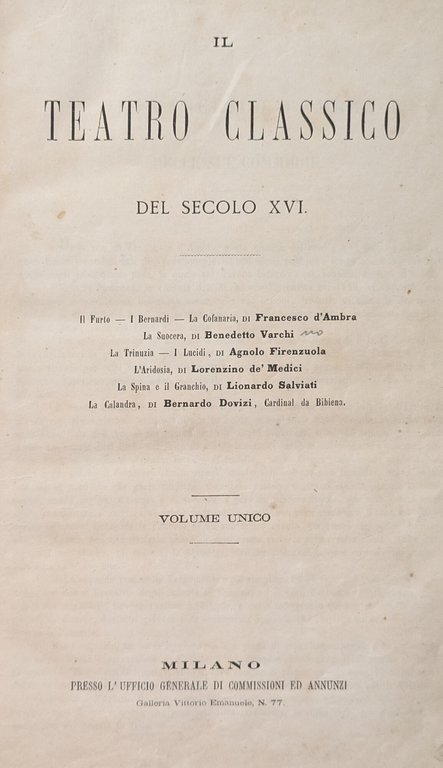 IL
TEATRO CLASSICO
DEL SECOLO XVI.
Il Furto — I Bernardi — La Cofanaria, DI Francesco d'Ambra
La Suocera, DI Benedetto Varchi
La Trinuzia — I Lucidi, DI Agnolo Firenzuola
L'Aridosia, DI Lorenzino de' Medici
La Spina e il Granchio, DI Lionardo Salviati
La Calandra, DI Bernardo Dovizi, Cardinal da Bibiena.
VOLUME UNICO
MILANO
PRESSO L'UFFICIO GENERALE DI COMMISSIONI ED ANNUNZI
Galleria Vittorio Emanuele, N. 77.